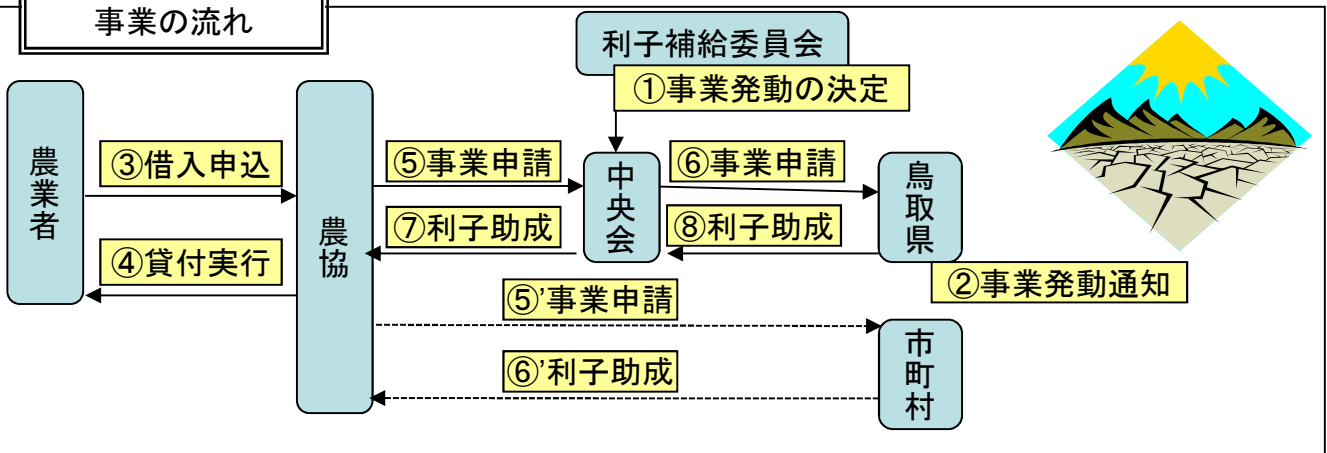 事業の流れ
利子補給委員会
①事業発動の決定
農業者
③借入申込
④貸付実行
農協
⑤事業申請
⑦利子助成
中央会
⑥事業申請
⑧利子助成
鳥取県
②事業発動通知
⑤’事業申請
⑥’利子助成
市町村